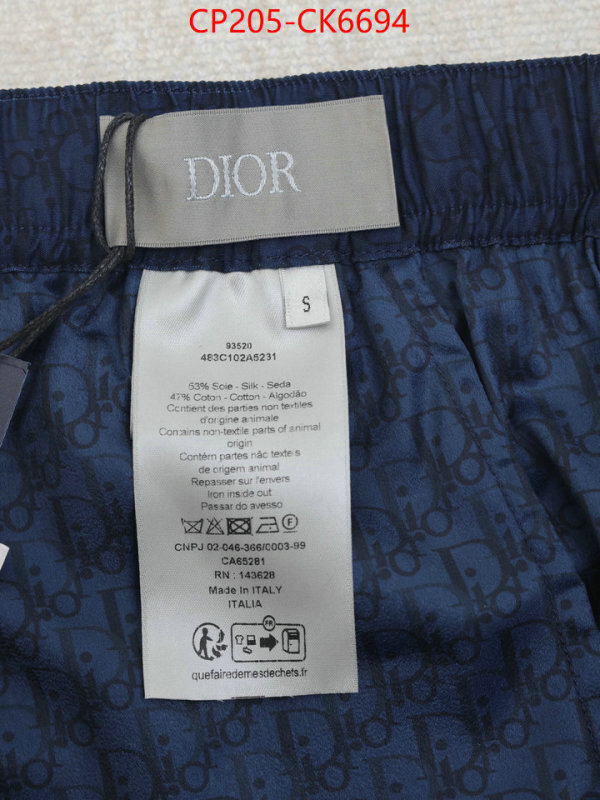 CP205-CK6694
DIOR
S
93520
483C102A5231
53% Soie - Silk - Seda
47% Coton - Cotton - Algodão
Contient des parties non textiles
d'origine animale
Contains non-textile parts of animal
origin
Contém partes não texteis
de origem animal
Repasser sur l'envers
Iron inside out
Passar do avesso
CNPJ 02-046-366/0003-99
CA65281
RN : 143628
Made In ITALY
ITALIA
FR
quefairedemesdechets.fr